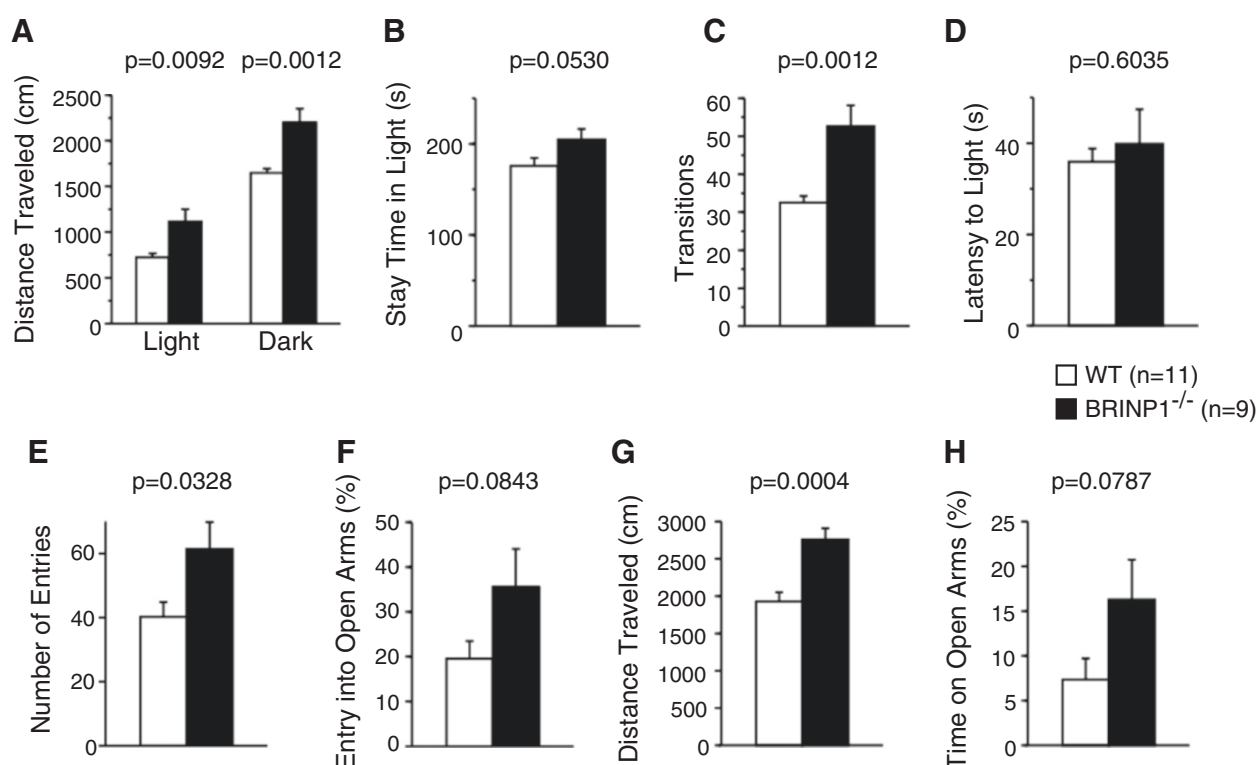 A
p=0.0092 p=0.0012
Distance Traveled (cm)
2500
2000
1500
1000
500
0
Light
Dark
B
p=0.0530
Stay Time in Light (s)
200
100
0
C
p=0.0012
Transitions
60
50
40
30
20
10
0
D
p=0.6035
Latensy to Light (s)
40
20
0
WT (n=11)
BRINP1-/- (n=9)
E
p=0.0328
Number of Entries
60
40
20
0
F
p=0.0843
Entry into Open Arms (%)
50
40
30
20
10
0
G
p=0.0004
Distance Traveled (cm)
3000
2500
2000
1500
1000
500
0
H
p=0.0787
Time on Open Arms (%)
25
20
15
10
5
0